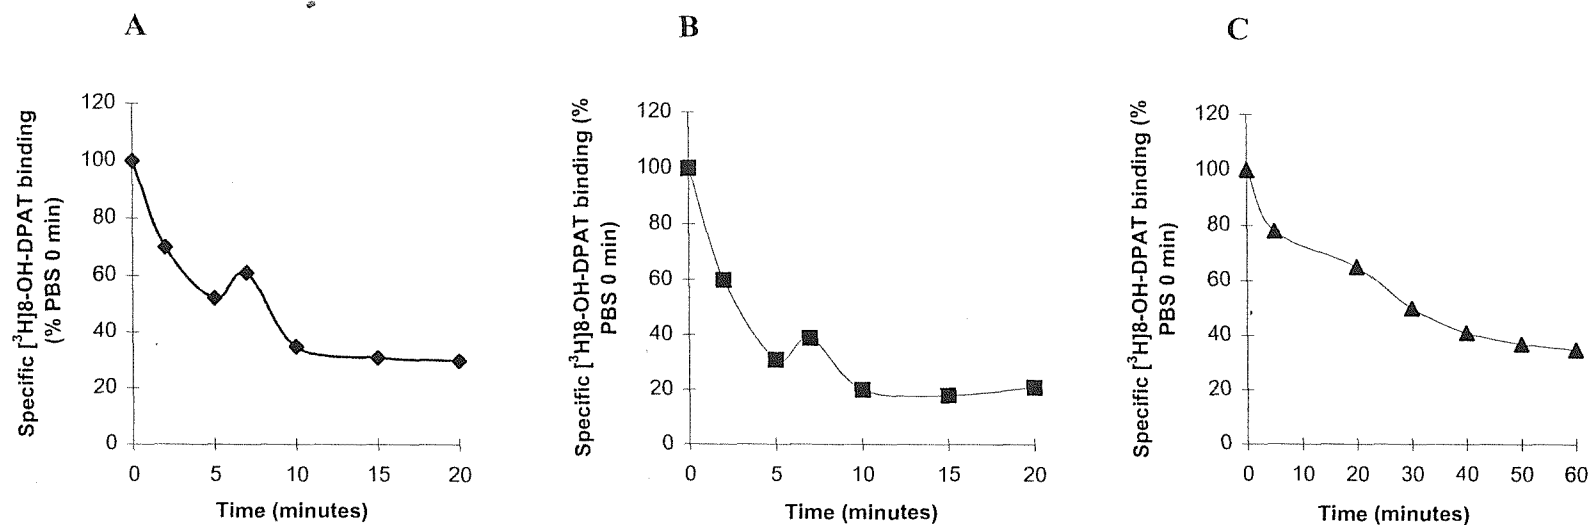 A
Specific [³H]8-OH-DPAT binding
(% PBS 0 min)
120
100
80
60
40
20
0
0 5 10 15 20
Time (minutes)
B
Specific [³H]8-OH-DPAT binding (%
PBS 0 min)
120
100
80
60
40
20
0
0 5 10 15 20
Time (minutes)
C
Specific [³H]8-OH-DPAT binding (%
PBS 0 min)
120
100
80
60
40
20
0
0 10 20 30 40 50 60
Time (minutes)